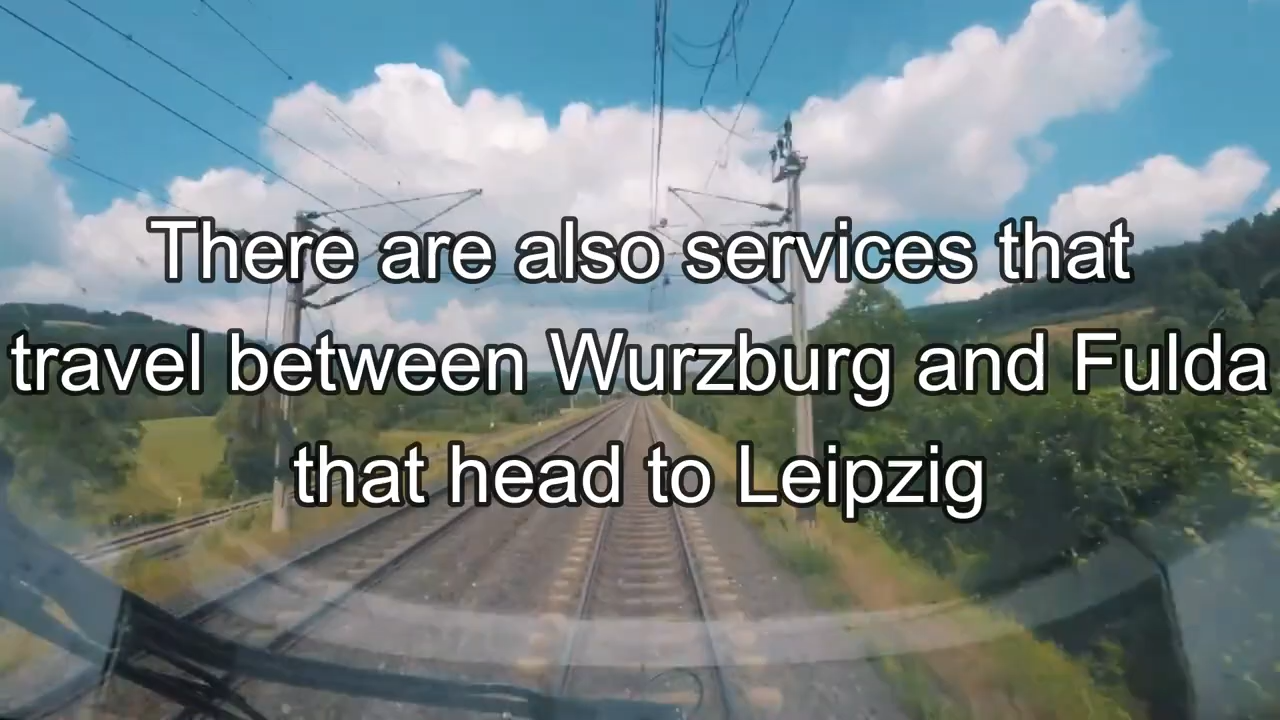 There are also services that
travel between Wurzburg and Fulda
that head to Leipzig